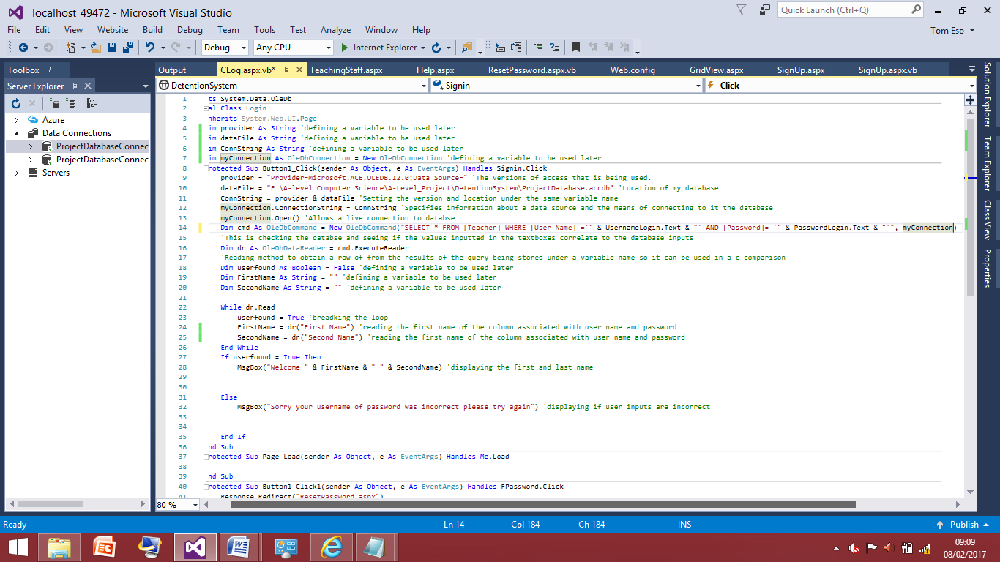 localhost_49472 - Microsoft Visual Studio
Quick Launch (Ctrl+Q)
File Edit View Website Build Debug Team Tools Test Analyze Window Help
Tom Eso
Debug Any CPU Internet Explorer
Toolbox
Output CLog.aspx.vb* TeachingStaff.aspx Help.aspx ResetPassword.aspx.vb Web.config GridView.aspx SignUp.aspx SignUp.aspx.vb
Server Explorer
DetentionSystem Signin Click
Azure
Data Connections
ProjectDatabaseConnec
ProjectDatabaseConnec
Servers
1 ts System.Data.OleDb
2 al Class Login
3 nherits System.Web.UI.Page
4 im provider As String 'defining a variable to be used later
5 im dataFile As String 'defining a variable to be used later
6 im ConnString As String 'defining a variable to be used later
7 im myConnection As OleDbConnection = New OleDbConnection 'defining a variable to be used later
8 rotected Sub Button1_Click(sender As Object, e As EventArgs) Handles Signin.Click
9 provider = "Provider=Microsoft.ACE.OLEDB.12.0;Data Source=" 'The versions of access that is being used.
10 dataFile = "E:\A-level Computer Science\A-Level_Project\DetentionSystem\ProjectDatabase.accdb" 'Location of my database
11 ConnString = provider & dataFile 'Setting the version and location under the same variable name
12 myConnection.ConnectionString = ConnString 'Specifies information about a data source and the means of connecting to it the database
13 myConnection.Open() 'Allows a live connection to databse
14 Dim cmd As OleDbCommand = New OleDbCommand("SELECT * FROM [Teacher] WHERE [User Name] ='" & UsernameLogin.Text & "' AND [Password]= '" & PasswordLogin.Text & "'", myConnection)
15 'This is checking the databse and seeing if the values inputted in the textboxes correlate to the database inputs
16 Dim dr As OleDbDataReader = cmd.ExecuteReader
17 'Reading method to obtain a row of from the results of the query being stored under a variable name so it can be used in a c comparison
18 Dim userfound As Boolean = False 'defining a variable to be used later
19 Dim FirstName As String = "" 'defining a variable to be used later
20 Dim SecondName As String = "" 'defining a variable to be used later
21
22 While dr.Read
23 userfound = True 'breadking the loop
24 FirstName = dr("First Name") 'reading the first name of the column associated with user name and password
25 SecondName = dr("Second Name") 'reading the first name of the column associated with user name and password
26 End While
27 If userfound = True Then
28 MsgBox("Welcome " & FirstName & " " & SecondName) 'displaying the first and last name
29
30
31 Else
32 MsgBox("Sorry your username of password was incorrect please try again") 'displaying if user inputs are incorrect
33
34
35 End If
36 nd Sub
37 rotected Sub Page_Load(sender As Object, e As EventArgs) Handles Me.Load
38
39 nd Sub
40 rotected Sub Button1_Click1(sender As Object, e As EventArgs) Handles FPassword.Click
41 Response.Redirect("ResetPassword.aspx")
80 %
Solution Explorer
Team Explorer
Class View
Properties
Ready Ln 14 Col 184 Ch 184 INS Publish
09:09
08/02/2017